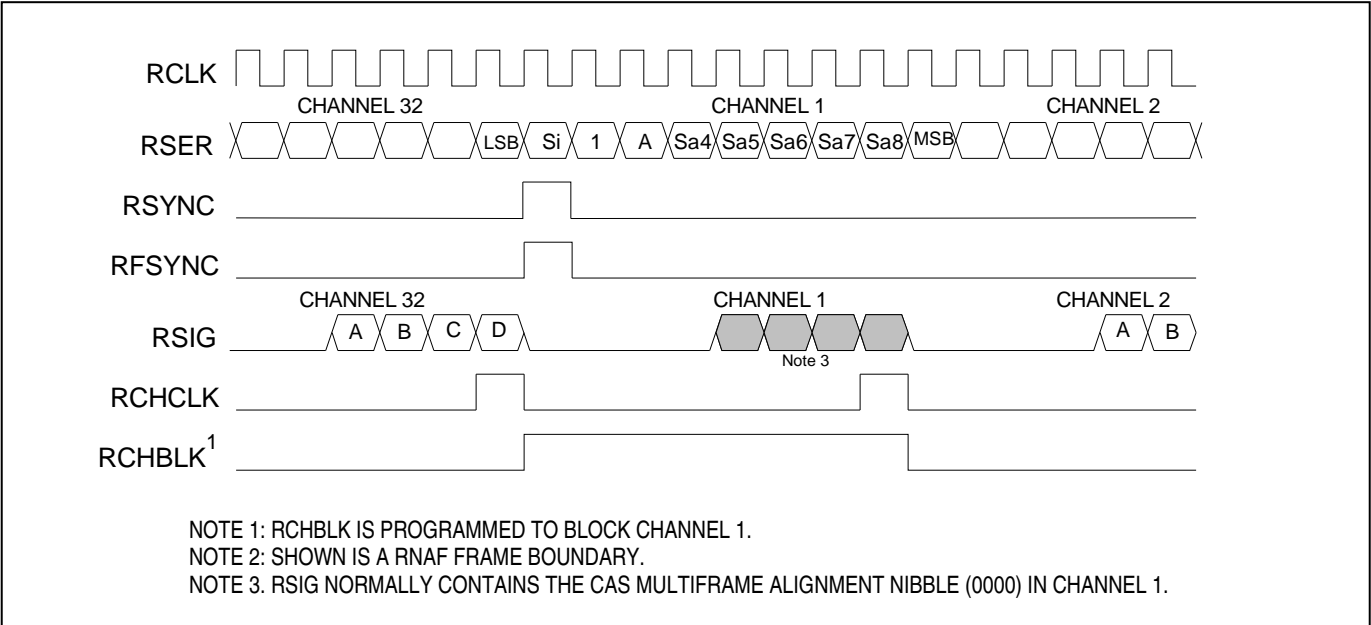 RCLK
CHANNEL 32 CHANNEL 1 CHANNEL 2
RSER LSB Si 1 A Sa4 Sa5 Sa6 Sa7 Sa8 MSB
RSYNC
RFSYNC
CHANNEL 32 CHANNEL 1 CHANNEL 2
RSIG A B C D A B
Note 3
RCHCLK
RCHBLK1
NOTE 1: RCHBLK IS PROGRAMMED TO BLOCK CHANNEL 1.
NOTE 2: SHOWN IS A RNAF FRAME BOUNDARY.
NOTE 3. RSIG NORMALLY CONTAINS THE CAS MULTIFRAME ALIGNMENT NIBBLE (0000) IN CHANNEL 1.